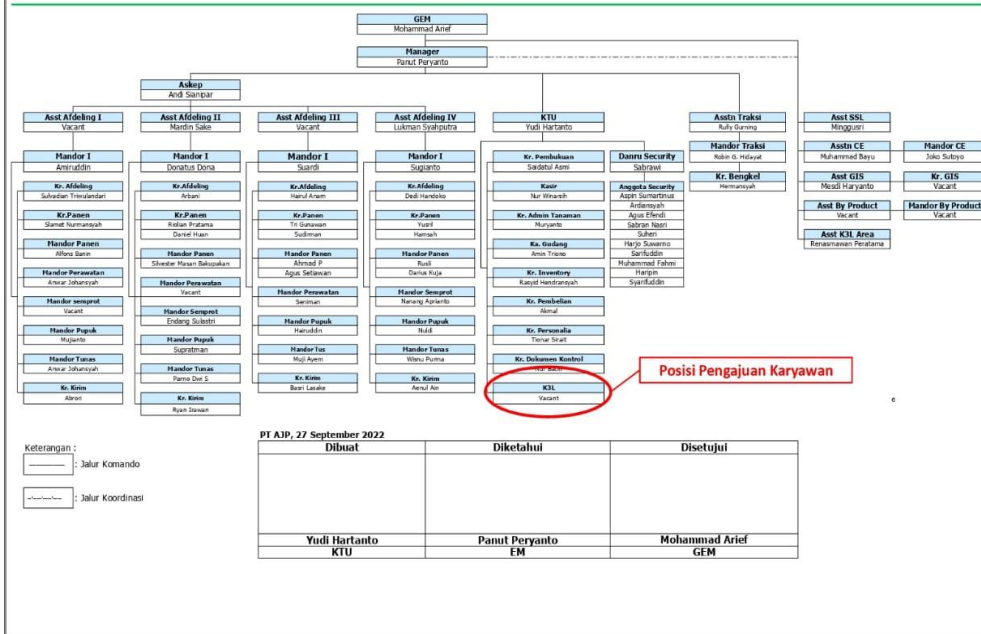 GEM
Mohammad Arief
Manager
Panut Peryanto
Askep
Andi Sianipar
Asst Afdeling I
Vacant
Asst Afdeling II
Mardin Sake
Asst Afdeling III
Vacant
Asst Afdeling IV
Lukman Syahputra
KTU
Yudi Hartanto
Asstn Traksi
Rully Gurning
Asst SSL
Minggusri
Mandor I
Amiruddin
Kr. Afdeling
Sulvadian Trimulandari
Kr.Panen
Slamet Nurmansyah
Mandor Panen
Alfons Banin
Mandor Perawatan
Anwar Johansyah
Mandor semprot
Vacant
Mandor Pupuk
Mujianto
Mandor Tunas
Anwar Johansyah
Kr. Kirim
Abrori
Mandor I
Donatus Dona
Kr.Afdeling
Arbani
Kr.Panen
Riolian Pratama
Daniel Huan
Mandor Panen
Silvester Masan Bakupakan
Mandor Perawatan
Vacant
Mandor Semprot
Endang Sulastri
Mandor Pupuk
Supratman
Mandor Tunas
Parno Dwi S
Kr. Kirim
Ryan Irawan
Mandor I
Suardi
Kr.Afdeling
Hairul Anam
Kr.Panen
Tri Gunawan
Sudirman
Mandor Panen
Ahmad P
Agus Setiawan
Mandor Perawatan
Seniman
Mandor Pupuk
Hairuddin
Mandor Tus
Muji Ayem
Kr. Kirim
Basri Lasake
Mandor I
Sugianto
Kr.Afdeling
Dedi Handoko
Kr.Panen
Yusril
Hamsah
Mandor Panen
Rusli
Darius Kuja
Mandor Semprot
Nanang Aprianto
Mandor Pupuk
Nuldi
Mandor Tunas
Wisnu Purma
Kr. Kirim
Aenul Ain
Kr. Pembukuan
Saidatul Asmi
Kasir
Nur Winarsih
Kr. Admin Tanaman
Muryanto
Ka. Gudang
Amin Triono
Kr. Inventory
Rasyid Hendransyah
Kr. Pembelian
Akmal
Kr. Personalia
Tionar Sirait
Kr. Dokumen Kontrol
K3L
Vacant
Danru Security
Sabrawi
Anggota Security
Aspin Sumartinus
Ardiansyah
Agus Efendi
Sabran Nasri
Suheri
Harjo Suwarno
Sarifuddin
Muhammad Fahmi
Haripin
Syarifuddin
Mandor Traksi
Robin G. Hidayat
Kr. Bengkel
Hermansyah
Asstn CE
Muhammad Bayu
Mandor CE
Joko Sutoyo
Asst GIS
Mesdi Haryanto
Kr. GIS
Vacant
Asst By Product
Vacant
Mandor By Product
Vacant
Asst K3L Area
Renasmawan Peratama
Posisi Pengajuan Karyawan
e
PT AJP, 27 September 2022
Keterangan :
: Jalur Komando
: Jalur Koordinasi
Dibuat Diketahui Disetujui
Yudi Hartanto Panut Peryanto Mohammad Arief
KTU EM GEM